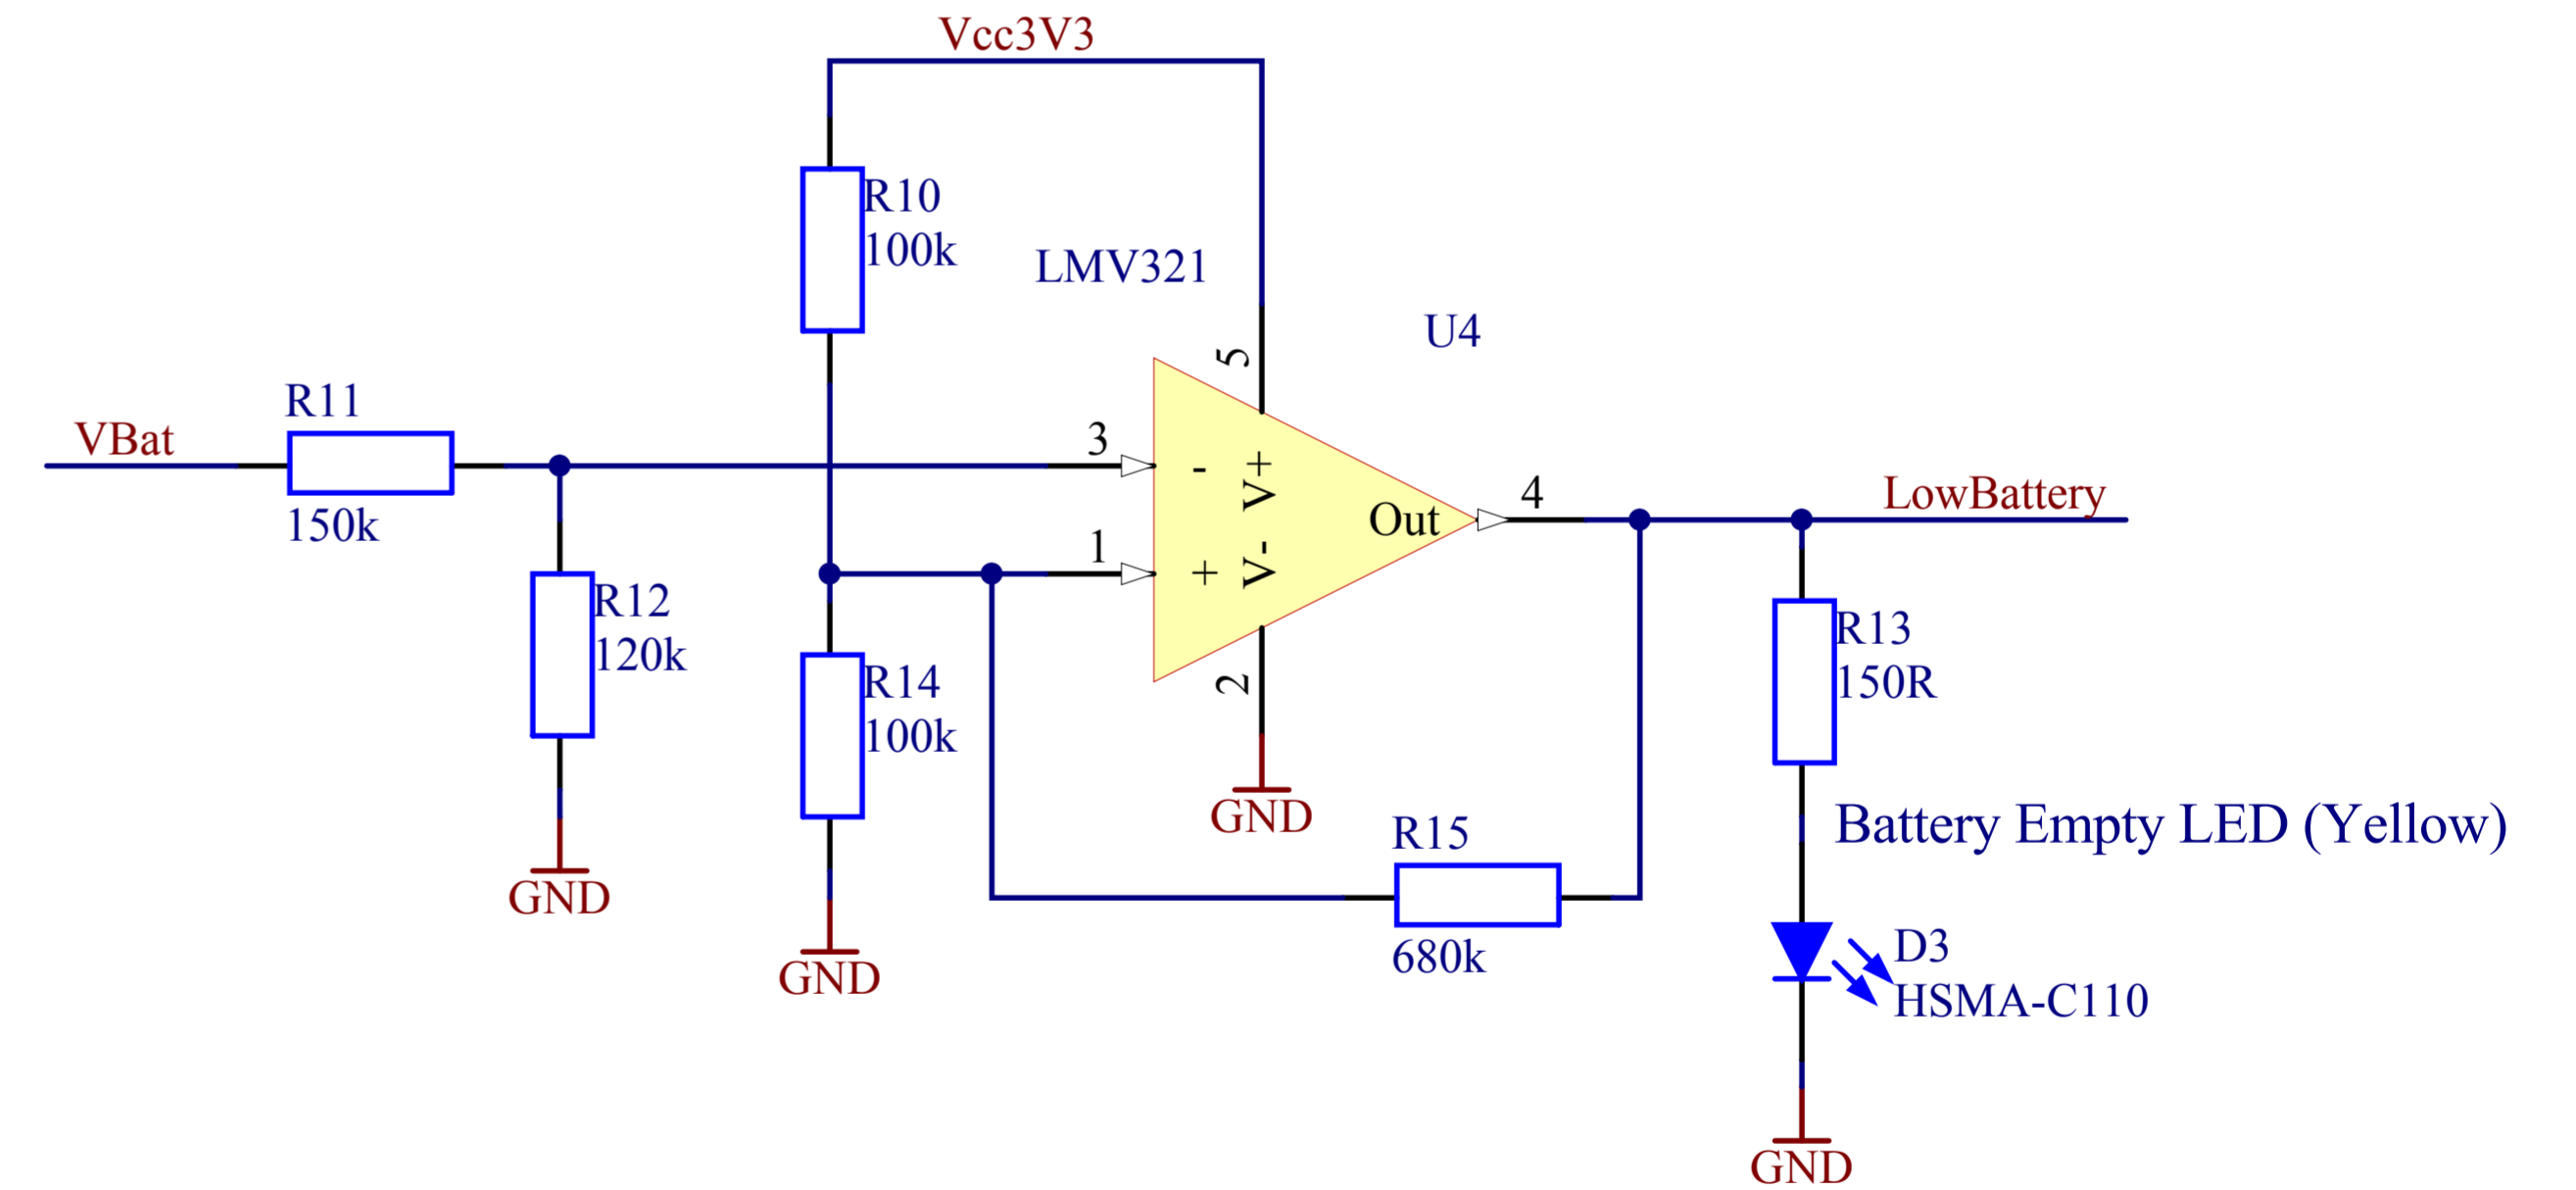 Vcc3V3
R10
100k
LMV321
U4
5
R11
VBat
150k
3
-
V+
1
+
V-
Out
4
LowBattery
R12
120k
R14
100k
2
GND
R13
150R
R15
680k
Battery Empty LED (Yellow)
GND
GND
D3
HSMA-C110
GND